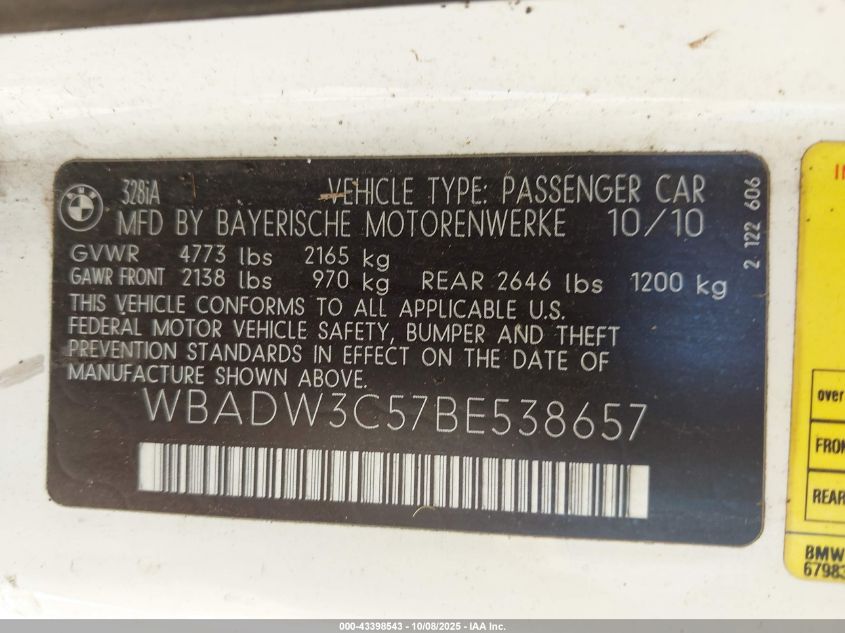 328iA VEHICLE TYPE: PASSENGER CAR
MFD BY BAYERISCHE MOTORENWERKE 10/10
GVWR 4773 lbs 2165 kg
GAWR FRONT 2138 lbs 970 kg REAR 2646 lbs 1200 kg
THIS VEHICLE CONFORMS TO ALL APPLICABLE U.S.
FEDERAL MOTOR VEHICLE SAFETY, BUMPER AND THEFT
PREVENTION STANDARDS IN EFFECT ON THE DATE OF
MANUFACTURE SHOWN ABOVE.
WBADW3C57BE538657
2 122 606
BMW
over
FRON
REAR
BMW
6798
000-43398543 • 10/08/2025 - IAA Inc.